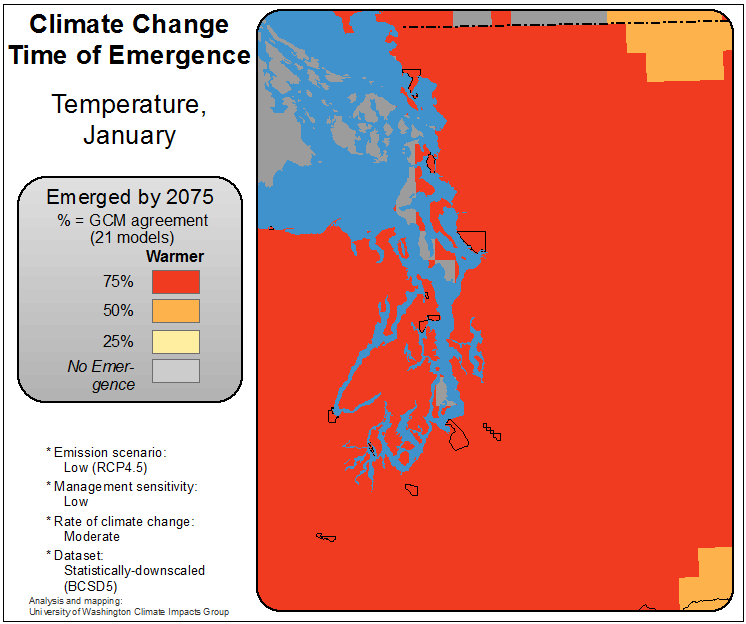 Climate Change
Time of Emergence
Temperature,
January
Emerged by 2075
% = GCM agreement
(21 models)
Warmer
75%
50%
25%
No Emer-
gence
* Emission scenario:
Low (RCP4.5)
* Management sensitivity:
Low
* Rate of climate change:
Moderate
* Dataset:
Statistically-downscaled
(BCSD5)
Analysis and mapping:
University of Washington Climate Impacts Group